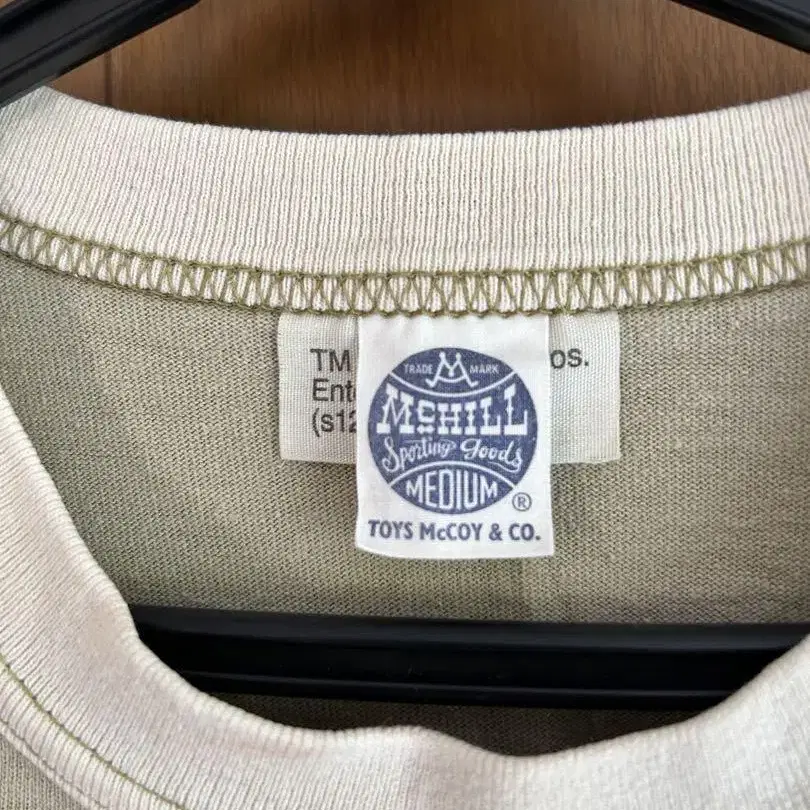 TM
os.
Ent
(s12
TRADE MARK
McHILL
Sporting Goods
MEDIUM
®
TOYS McCOY & CO.